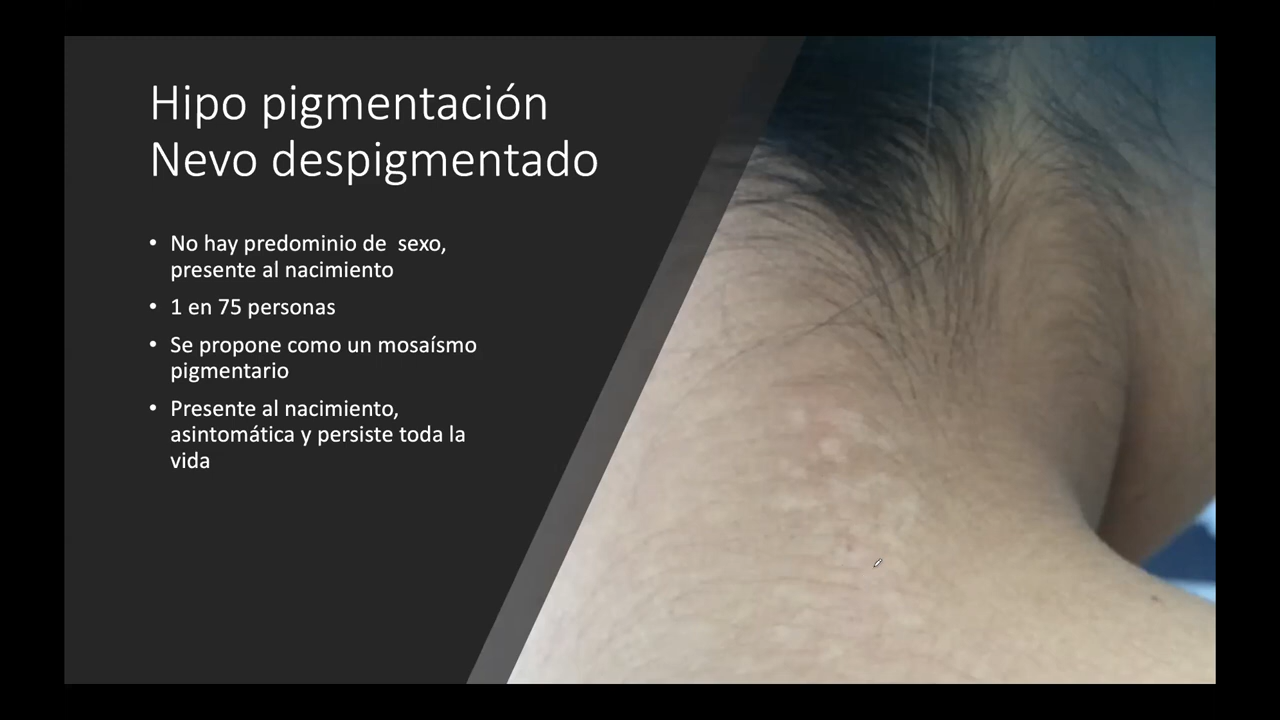 Hipo pigmentación
Nevo despigmentado
• No hay predominio de  sexo,
presente al nacimiento
• 1 en 75 personas
• Se propone como un mosaísmo
pigmentario
• Presente al nacimiento,
asintomática y persiste toda la
vida